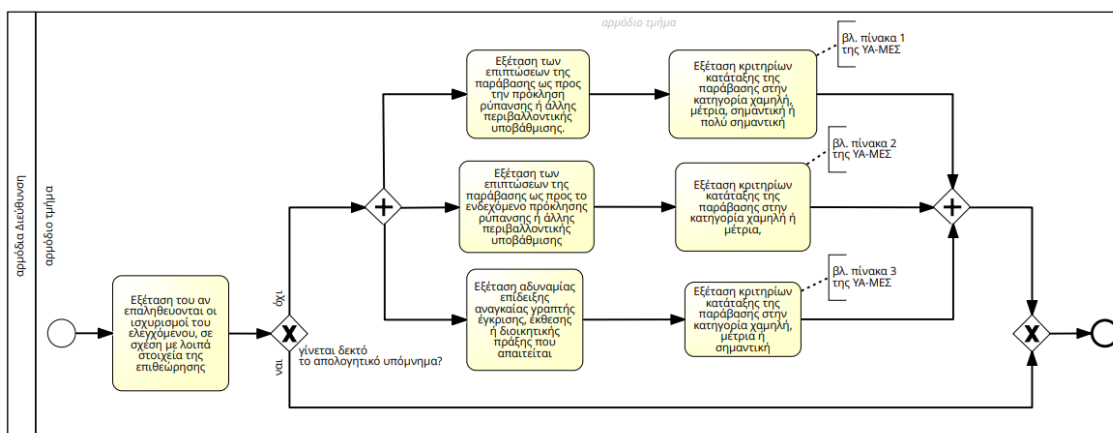 αρμόδιο τμήμα
αρμόδια Διεύθυνση
αρμόδιο τμήμα
Εξέταση του αν
επαληθευονται οι
ισχυρισμοί του
ελεγχόμενου, σε
σχέση με λοιπά
στοιχεία της
επιθεώρησης
όχι
ναι
γίνεται δεκτό
το απολογητικό υπόμνημα?
Εξέταση των
επιπτώσεων της
παράβασης ως προς
την πρόκληση
ρύπανσης ή άλλης
περιβαλλοντικής
υποβάθμισης.
Εξέταση κριτηρίων
κατάταξης της
παράβασης στην
κατηγορία χαμηλή,
μέτρια, σημαντική ή
πολύ σημαντική
βλ. πίνακα 1
της ΥΑ-ΜΕΣ
Εξέταση των
επιπτώσεων της
παράβασης ως προς το
ενδεχόμενο πρόκλησης
ρύπανσης ή άλλης
περιβαλλοντικής
υποβάθμισης
Εξέταση κριτηρίων
κατάταξης της
παράβασης στην
κατηγορία χαμηλή ή
μέτρια,
βλ. πίνακα 2
της ΥΑ-ΜΕΣ
Εξέταση αδυναμίας
επίδειξης
αναγκαίας γραπτής
έγκρισης, έκθεσης
ή διοικητικής
πράξης που
απαιτείται
Εξέταση κριτηρίων
κατάταξης της
παράβασης στην
κατηγορία χαμηλή,
μέτρια ή
σημαντική
βλ. πίνακα 3
της ΥΑ-ΜΕΣ